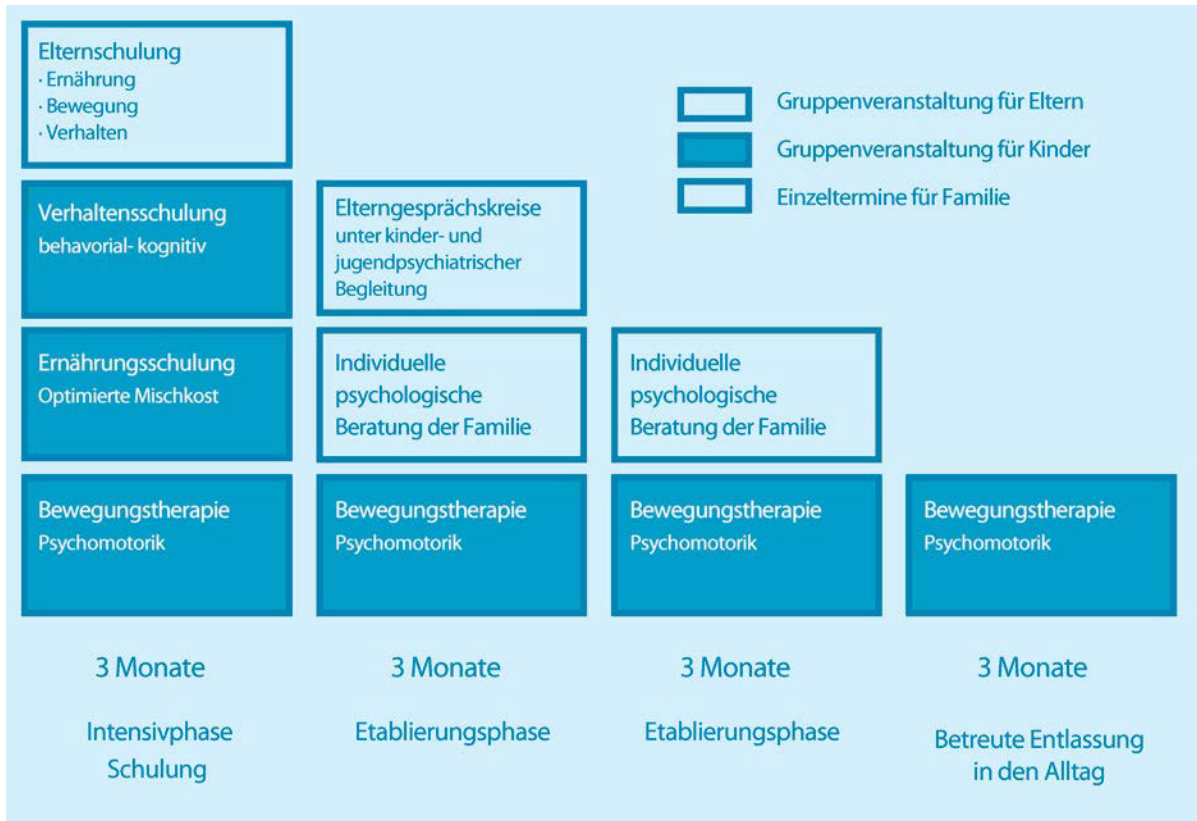 Elternschulung
· Ernährung
· Bewegung
· Verhalten
Gruppenveranstaltung für Eltern
Gruppenveranstaltung für Kinder
Einzeltermine für Familie
Verhaltensschulung
behavorial- kognitiv
Elterngesprächskreise
unter kinder- und
jugendpsychiatrischer
Begleitung
Ernährungsschulung
Optimierte Mischkost
Individuelle
psychologische
Beratung der Familie
Individuelle
psychologische
Beratung der Familie
Bewegungstherapie
Psychomotorik
Bewegungstherapie
Psychomotorik
Bewegungstherapie
Psychomotorik
Bewegungstherapie
Psychomotorik
3 Monate
3 Monate
3 Monate
3 Monate
Intensivphase
Schulung
Etablierungsphase
Etablierungsphase
Betreute Entlassung
in den Alltag